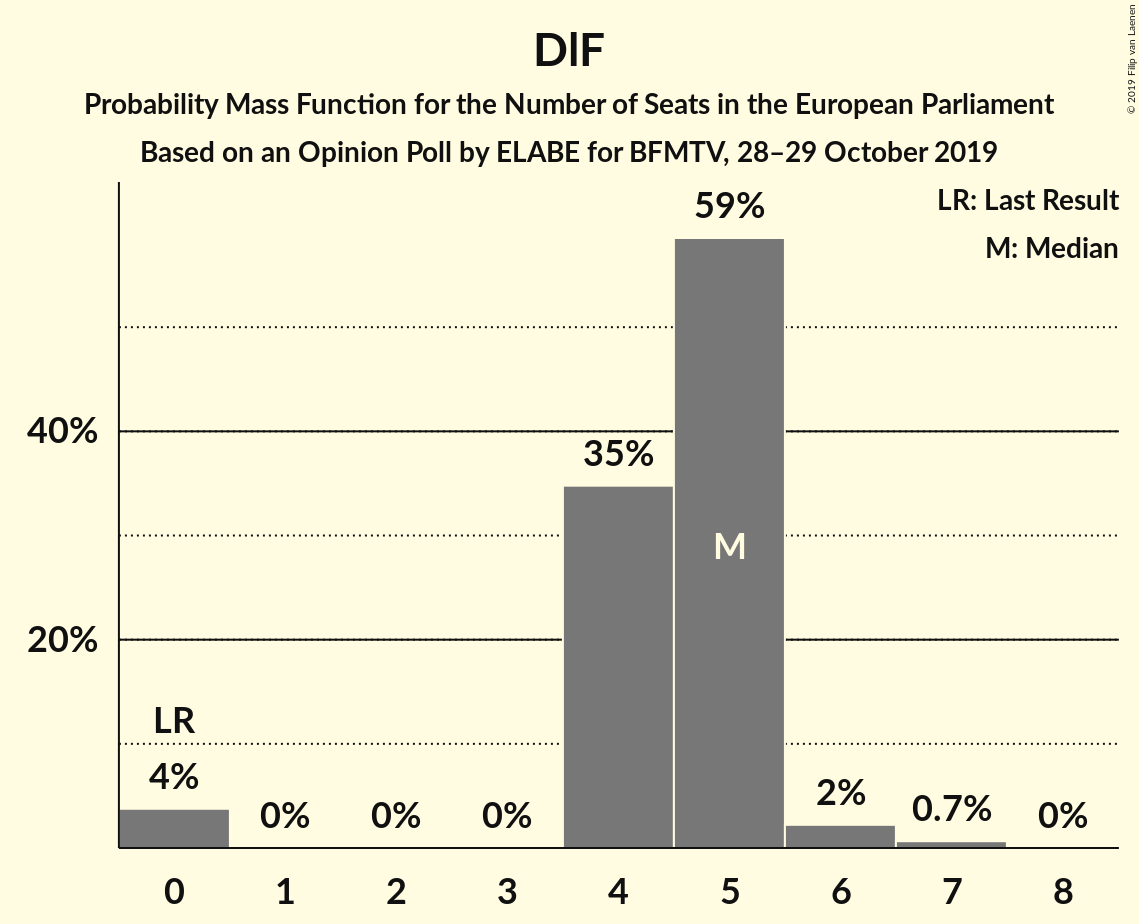 DlF
Probability Mass Function for the Number of Seats in the European Parliament
Based on an Opinion Poll by ELABE for BFMTV, 28–29 October 2019
© 2019 Filip van Laenen
LR: Last Result
M: Median
59%
40%
35%
M
20%
LR
4%
0%
0%
0%
2%
0.7%
0%
0 1 2 3 4 5 6 7 8